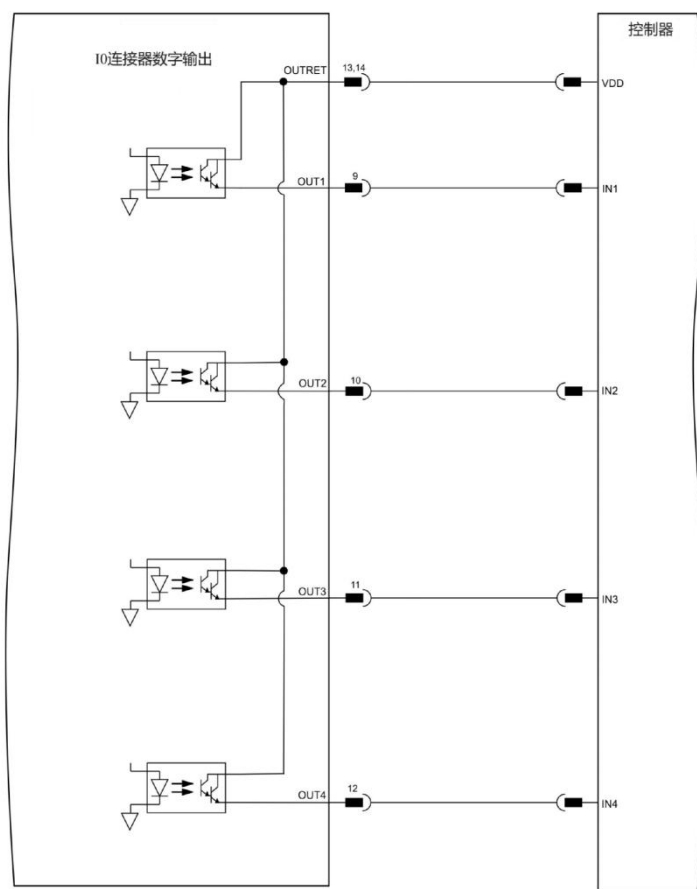 控制器
IO连接器数字输出
OUTRET 13,14 VDD
OUT1 9 IN1
OUT2 10 IN2
OUT3 11 IN3
OUT4 12 IN4